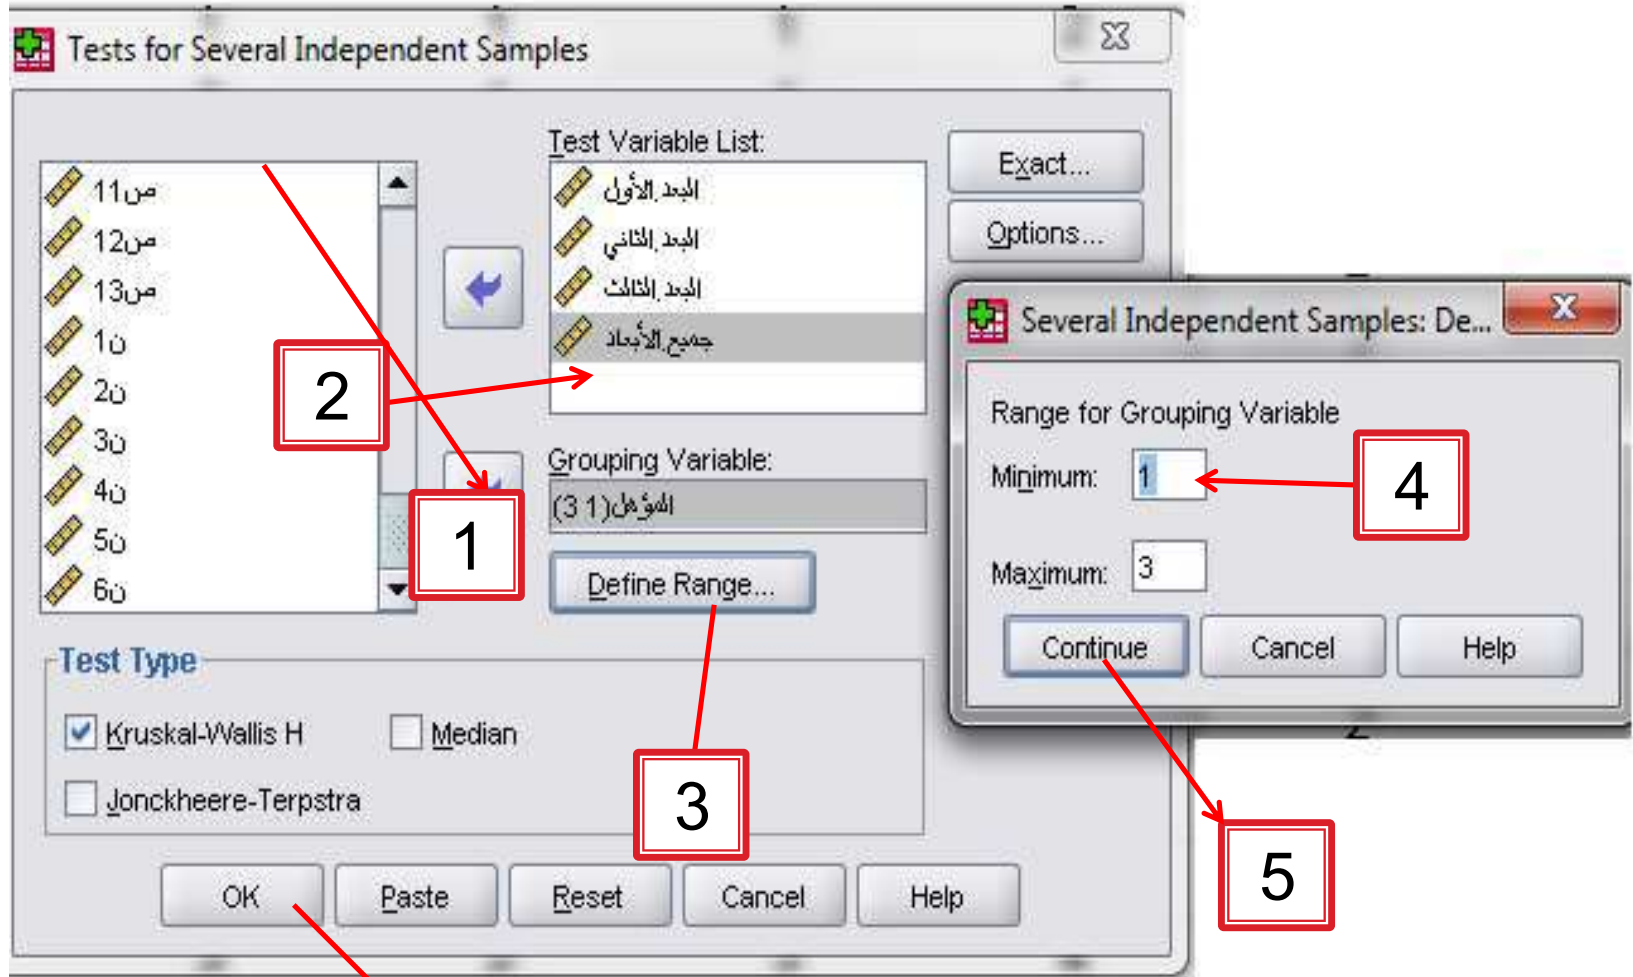 Tests for Several Independent Samples
Test Variable List:
ص11
ص12
ص13
ن1
ن2
ن3
ن4
ن5
ن6
البعد.الأول
البعد.الثاني
البعد.الثالث
جميع.الأبعاد
Exact...
Options...
Grouping Variable:
المؤهل(1 3)
Define Range...
Test Type
Kruskal-Wallis H
Median
Jonckheere-Terpstra
OK
Paste
Reset
Cancel
Help
Several Independent Samples: De...
Range for Grouping Variable
Minimum: 1
Maximum: 3
Continue
Cancel
Help
1
2
3
4
5